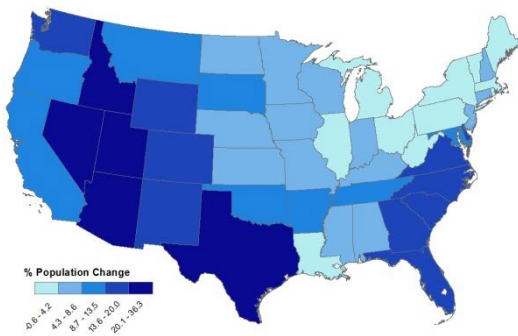 % Population Change
-0.6 - 4.2
4.3 - 8.6
8.7 - 13.5
13.6 - 20.0
20.1 - 36.3